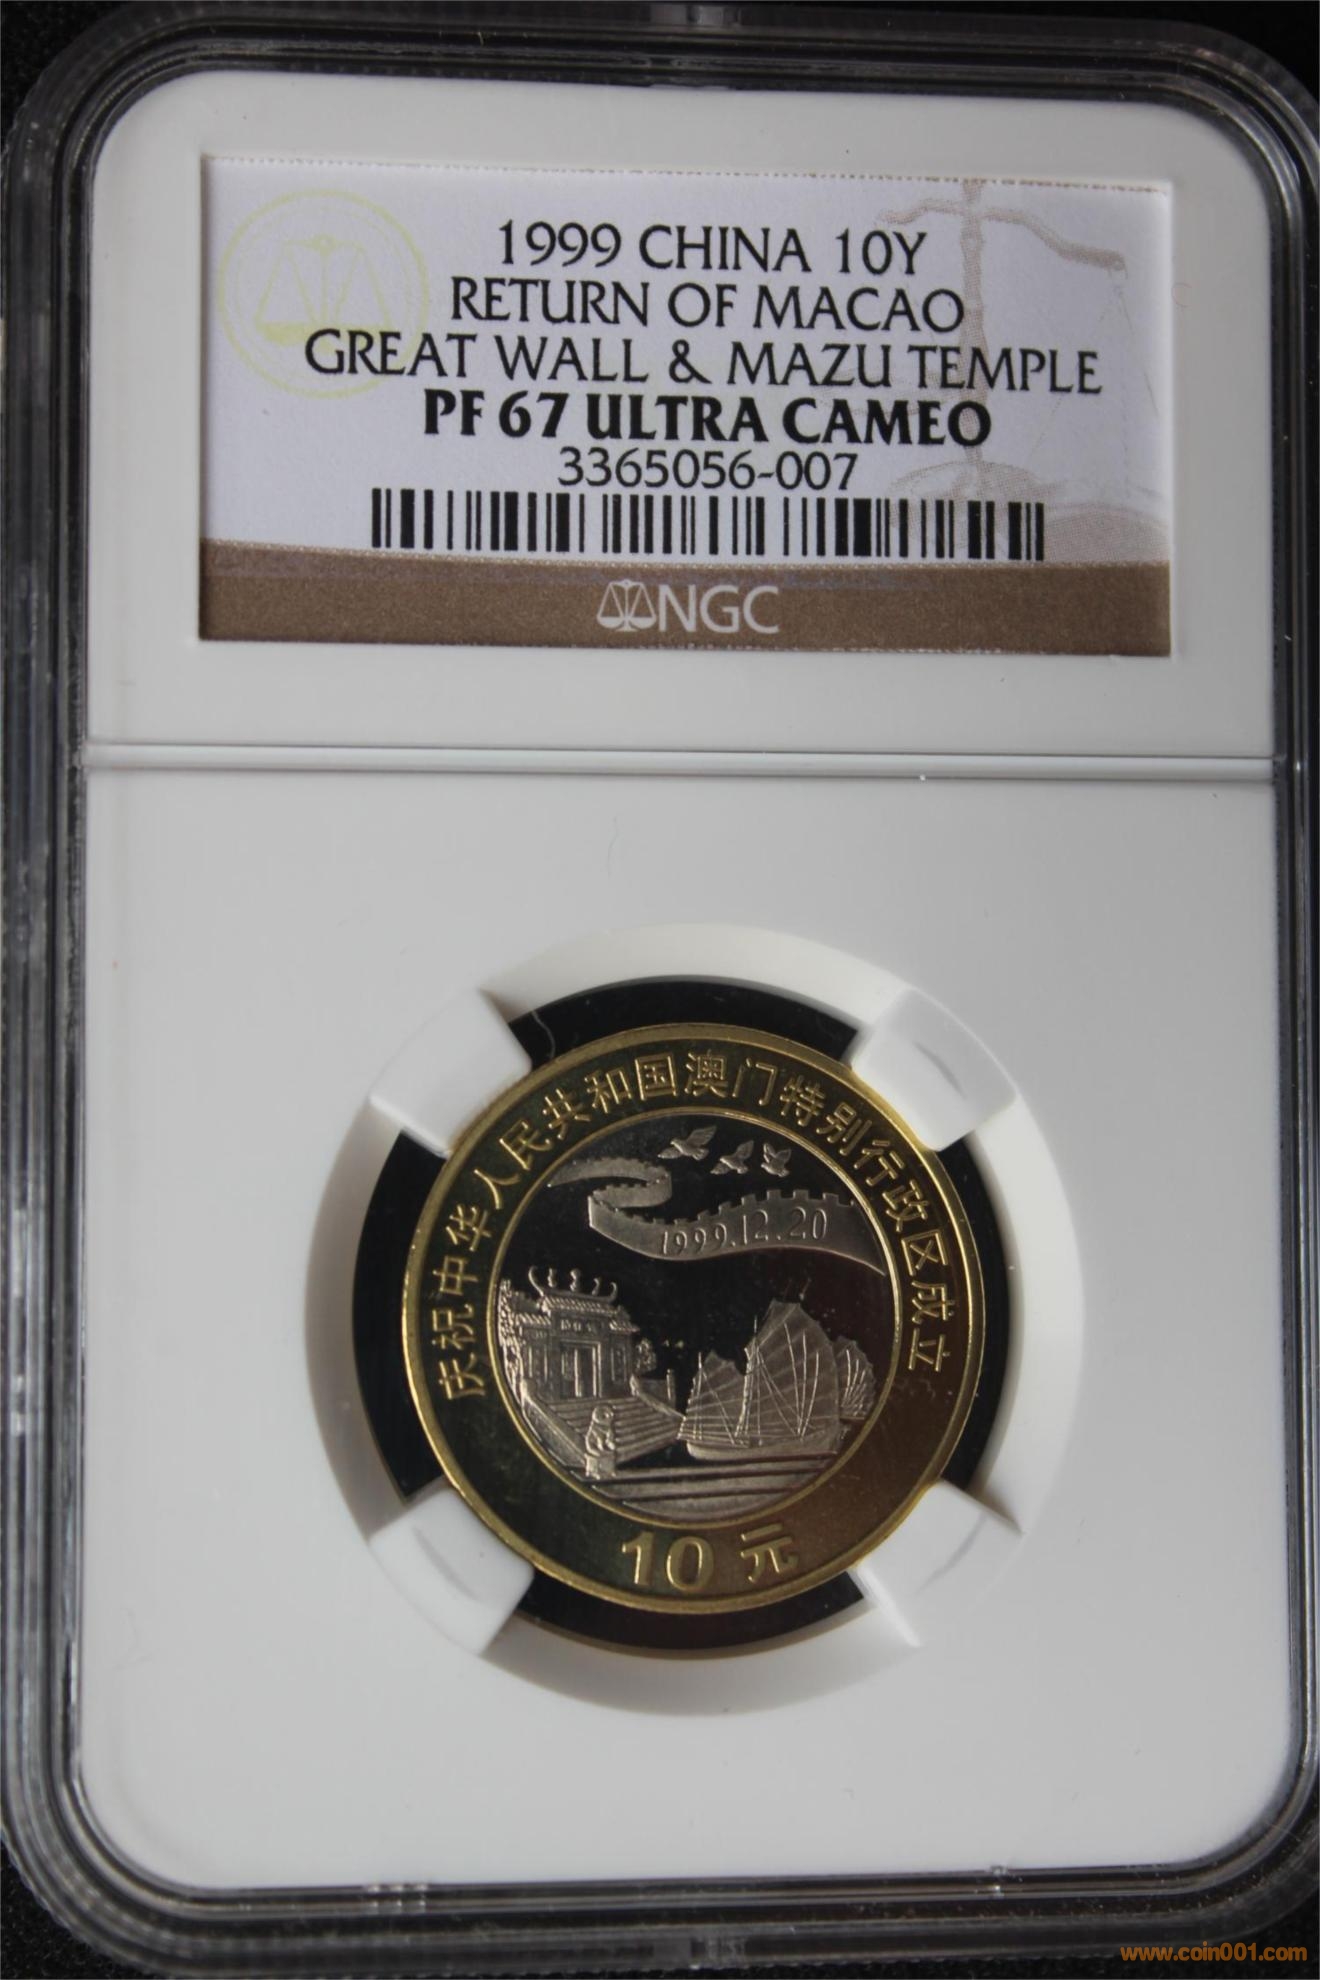 1999 CHINA 10Y
RETURN OF MACAO
GREAT WALL & MAZU TEMPLE
PF 67 ULTRA CAMEO
3365056-007
NGC
庆祝中华人民共和国澳门特别行政区成立
1999.12.20
10 元
www.coin001.com